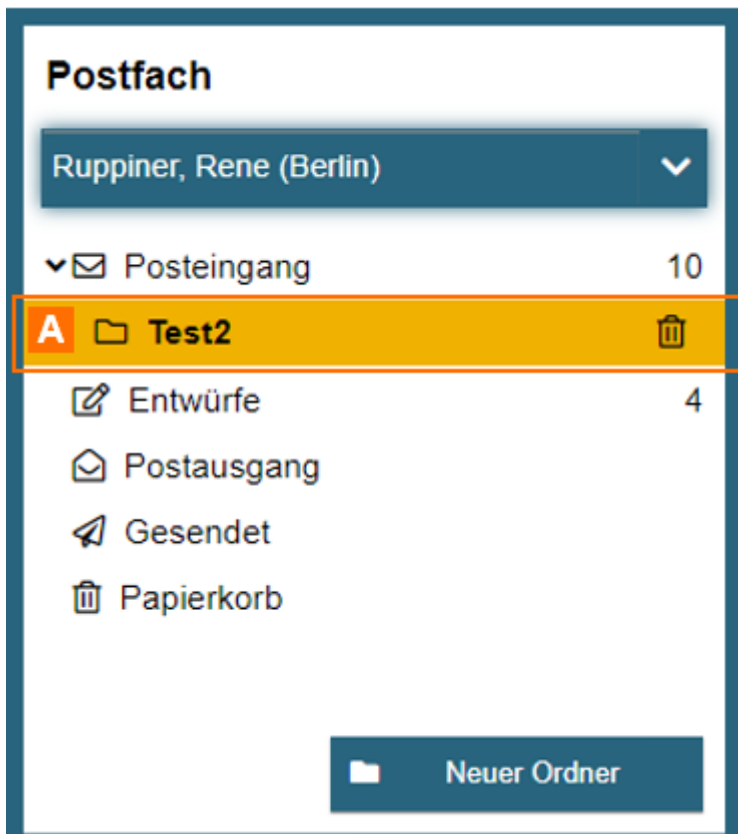 Postfach
Ruppiner, Rene (Berlin)
Posteingang 10
A Test2
Entwürfe 4
Postausgang
Gesendet
Papierkorb
Neuer Ordner